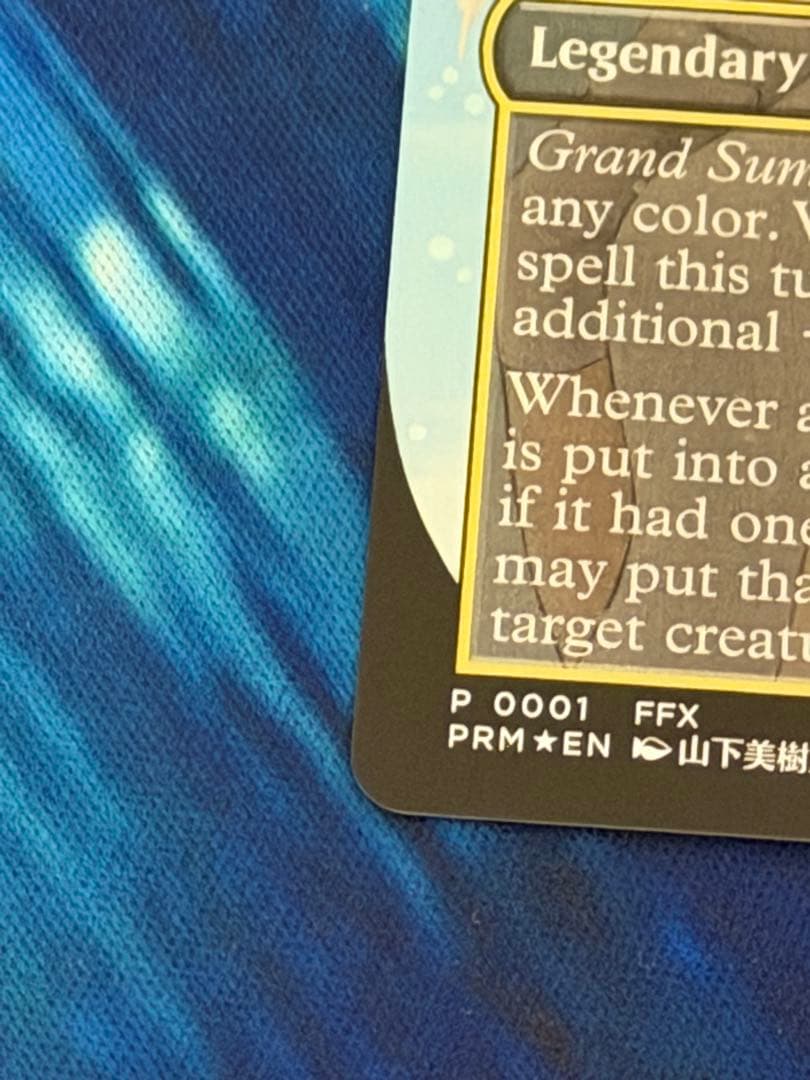 Legendary
Grand Sum
any color.
spell this tu
additional
Whenever a
is put into a
if it had one
may put tha
target creatu
P 0001 FFX
PRM★EN 山下美樹